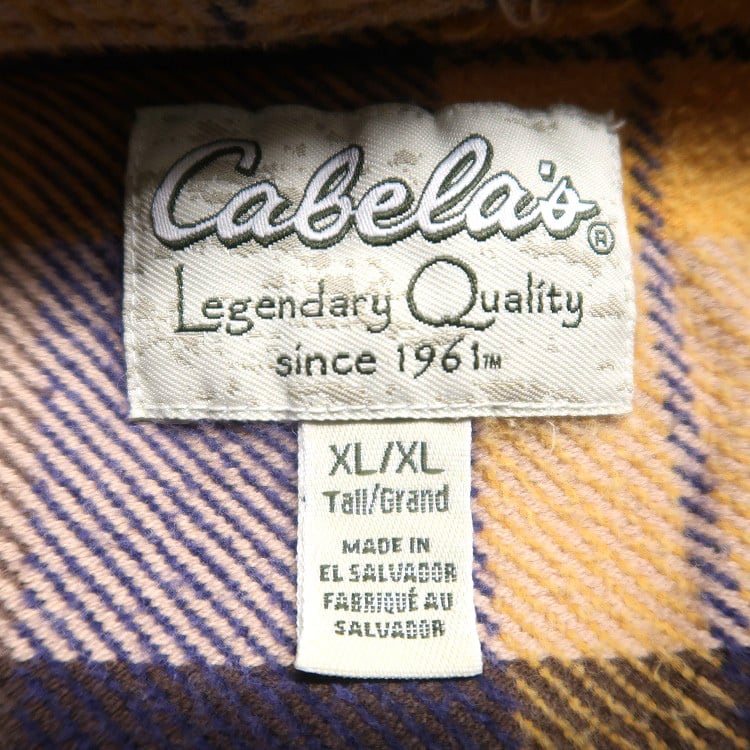 Cabela's®
Legendary Quality
since 1961™
XL/XL
Tall/Grand
MADE IN
EL SALVADOR
FABRIQUÉ AU
SALVADOR